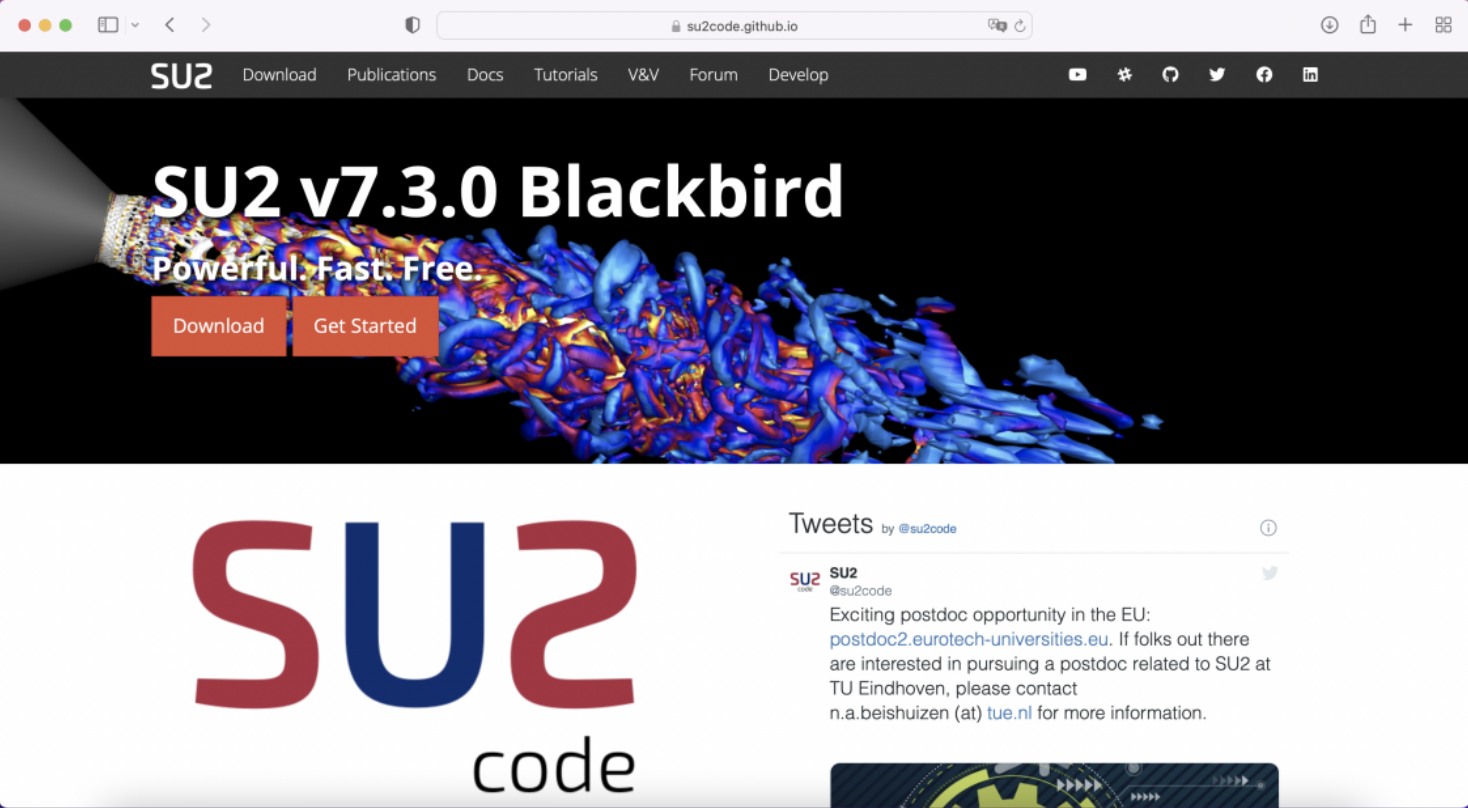 su2code.github.io
SU2 Download Publications Docs Tutorials V&V Forum Develop
SU2 v7.3.0 Blackbird
Powerful. Fast. Free.
Download Get Started
SU2
code
Tweets by @su2code
SU2
code
SU2
@su2code
Exciting postdoc opportunity in the EU:
postdoc2.eurotech-universities.eu. If folks out there
are interested in pursuing a postdoc related to SU2 at
TU Eindhoven, please contact
n.a.beishuizen (at) tue.nl for more information.